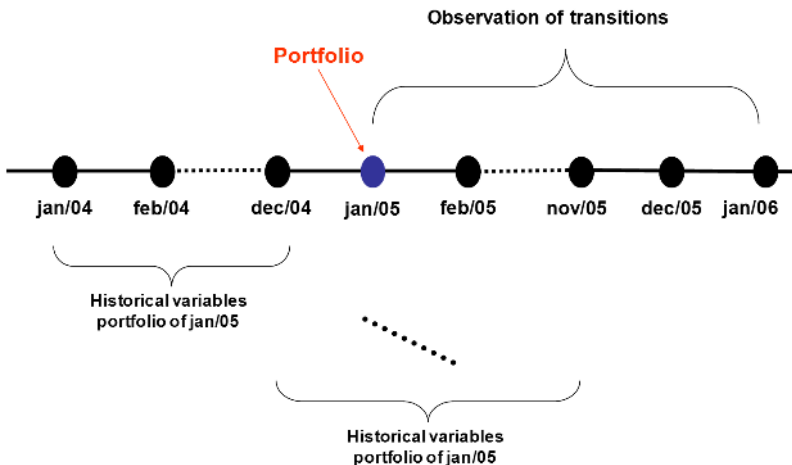 Observation of transitions
Portfolio
jan/04 feb/04 dec/04 jan/05 feb/05 nov/05 dec/05 jan/06
Historical variables
portfolio of jan/05
Historical variables
portfolio of jan/05